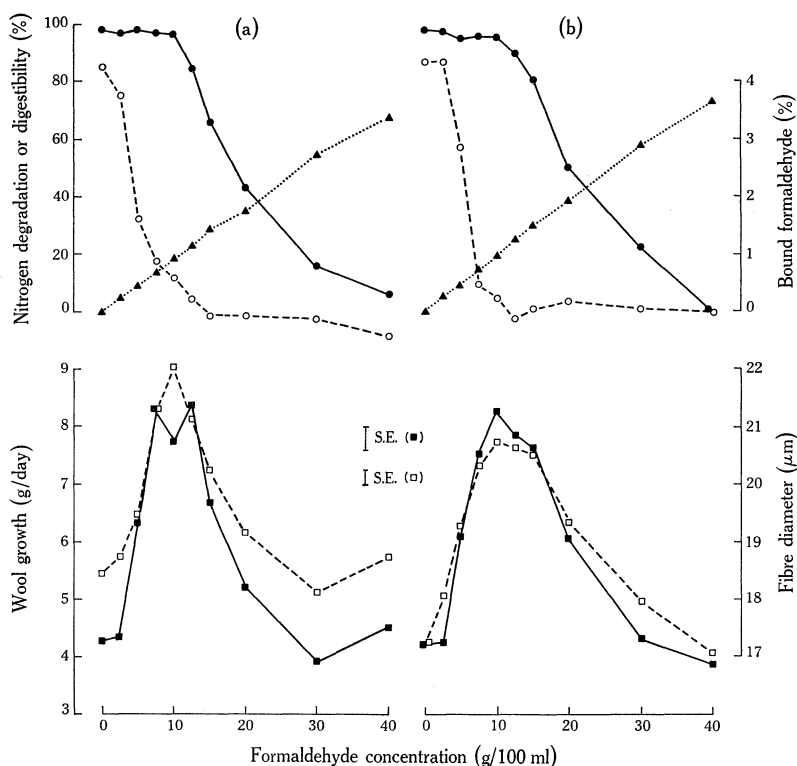 (a)
(b)
Nitrogen degradation or digestibility (%)
100
80
60
40
20
0
4
3
2
1
0
Bound formaldehyde (%)
Wool growth (g/day)
9
8
7
6
5
4
3
S.E. (■)
S.E. (□)
22
21
20
19
18
17
Fibre diameter (μm)
0 10 20 30 40
0 10 20 30 40
Formaldehyde concentration (g/100 ml)